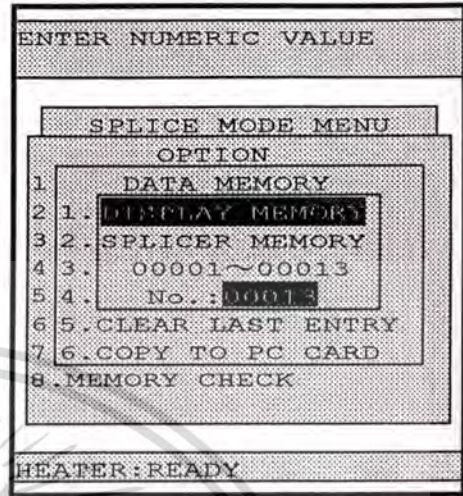 ENTER NUMERIC VALUE
SPLICE MODE MENU
OPTION
1 DATA MEMORY
2 1. DISPLAY MEMORY
3 2. SPLICER MEMORY
4 3. 00001~00013
5 4. No.:00013
6 5.CLEAR LAST ENTRY
7 6.COPY TO PC CARD
8.MEMORY CHECK
HEATER:READY